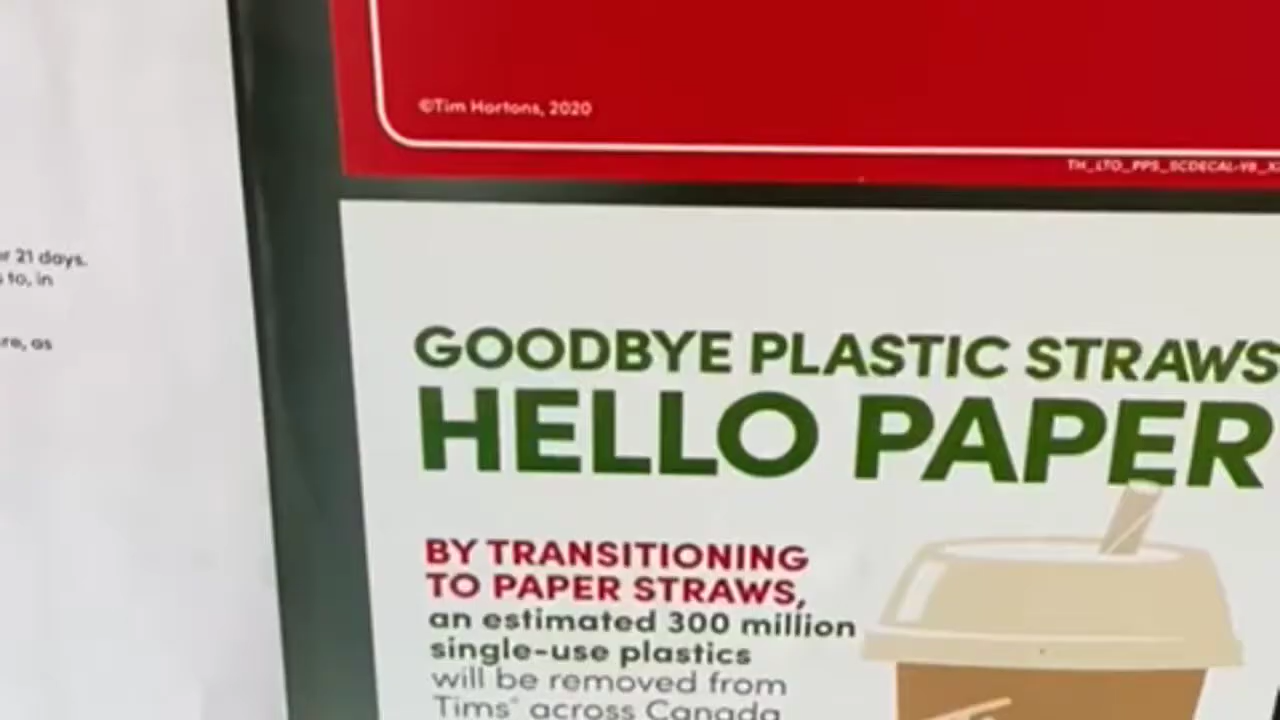 ©Tim Hortons, 2020
TH_LTO_PPS_SCDECAL-
21 days.
to, in
as
GOODBYE PLASTIC STRAWS
HELLO PAPER
BY TRANSITIONING
TO PAPER STRAWS,
an estimated 300 million
single-use plastics
will be removed from
Tims® across Canada